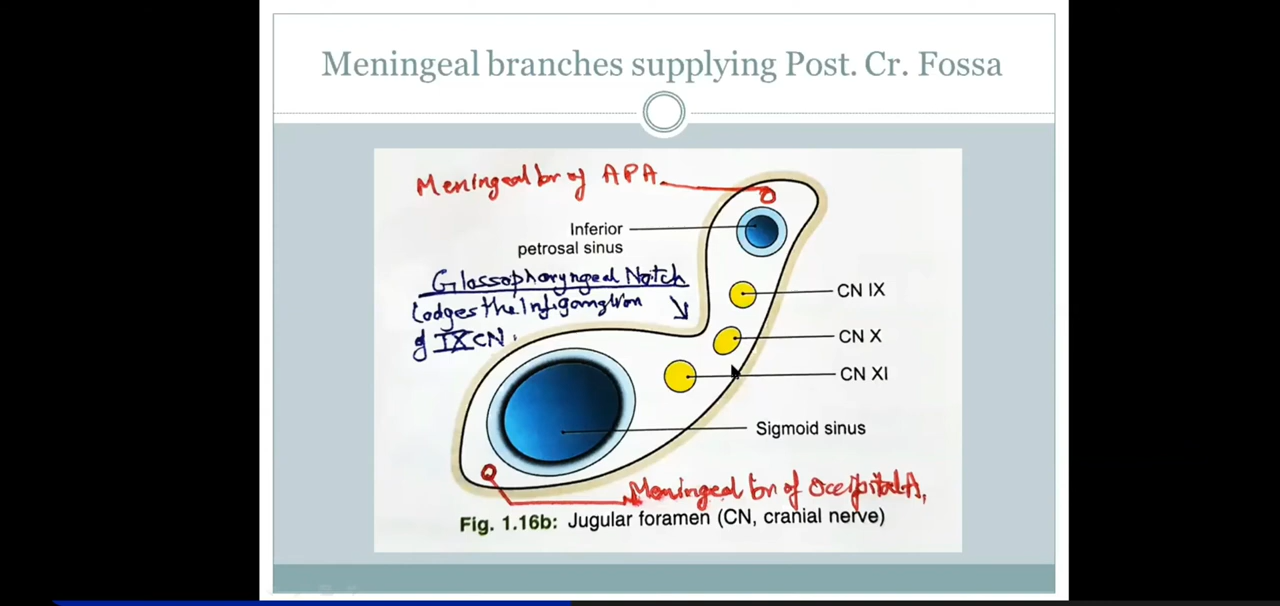 Meningeal branches supplying Post. Cr. Fossa
Meningeal br of APA
Inferior
petrosal sinus
Glossopharyngeal Notch
Lodges the Inf. ganglion
of IX CN.
CN IX
CN X
CN XI
Sigmoid sinus
Meningeal br of Occipital A.
Fig. 1.16b: Jugular foramen (CN, cranial nerve)